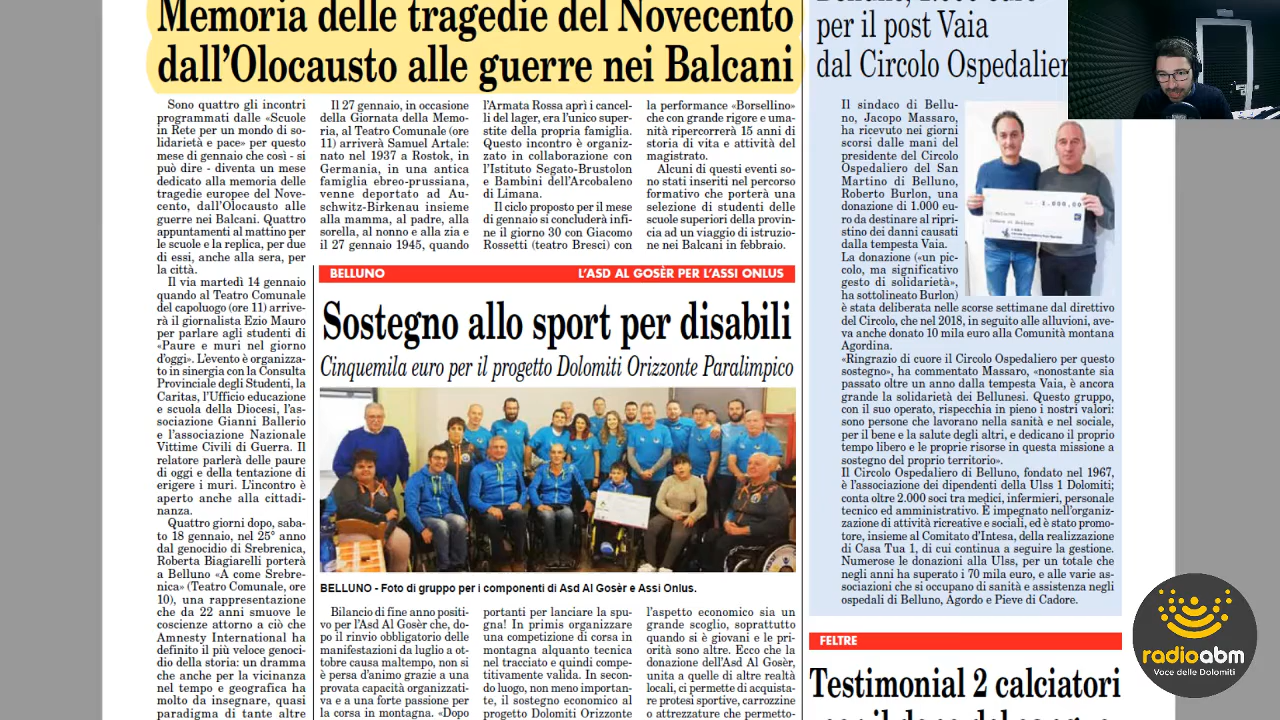 Memoria delle tragedie del Novecento
dall’Olocausto alle guerre nei Balcani
Sono quattro gli incontri
programmati dalle «Scuole
in Rete per un mondo di so-
lidarietà e pace» per questo
mese di gennaio che così - si
può dire - diventa un mese
dedicato alla memoria delle
tragedie europee del Nove-
cento, dall’Olocausto alle
guerre nei Balcani. Quattro
appuntamenti al mattino per
le scuole e la replica, per due
di essi, anche alla sera, per
la città.
Il via martedì 14 gennaio
quando al Teatro Comunale
del capoluogo (ore 11) arrive-
rà il giornalista Ezio Mauro
per parlare agli studenti di
«Paure e muri nel giorno
d’oggi». L’evento è organizza-
to in sinergia con la Consulta
Provinciale degli Studenti, la
Caritas, l’Ufficio educazione
e scuola della Diocesi, l’as-
sociazione Gianni Ballerio
e l’associazione Nazionale
Vittime Civili di Guerra. Il
relatore parlerà delle paure
di oggi e della tentazione di
erigere i muri. L’incontro è
aperto anche alla cittadi-
nanza.
Quattro giorni dopo, saba-
to 18 gennaio, nel 25° anno
dal genocidio di Srebrenica,
Roberta Biagiarelli porterà
a Belluno «A come Srebre-
nica» (Teatro Comunale, ore
10), una rappresentazione
che da 22 anni smuove le
coscienze attorno a ciò che
Amnesty International ha
definito il più veloce genoci-
dio della storia: un dramma
che anche per la vicinanza
nel tempo e geografica ha
molto da insegnare, quasi
paradigma di tante altre
Il 27 gennaio, in occasione
della Giornata della Memo-
ria, al Teatro Comunale (ore
11) arriverà Samuel Artale:
nato nel 1937 a Rostok, in
Germania, in una antica
famiglia ebreo-prussiana,
venne deportato ad Au-
schwitz-Birkenau insieme
alla mamma, al padre, alla
sorella, al nonno e alla zia e
il 27 gennaio 1945, quando
l’Armata Rossa aprì i cancel-
li del lager, era l’unico super-
stite della propria famiglia.
Questo incontro è organiz-
zato in collaborazione con
l’Istituto Segato-Brustolon
e Bambini dell’Arcobaleno
di Limana.
Il ciclo proposto per il mese
di gennaio si concluderà infi-
ne il giorno 30 con Giacomo
Rossetti (teatro Bresci) con
la performance «Borsellino»
che con grande rigore e uma-
nità ripercorrerà 15 anni di
storia di vita e attività del
magistrato.
Alcuni di questi eventi so-
no stati inseriti nel percorso
formativo che porterà una
selezione di studenti delle
scuole superiori della provin-
cia ad un viaggio di istruzio-
ne nei Balcani in febbraio.
BELLUNO L’ASD AL GOSÈR PER L’ASSI ONLUS
Sostegno allo sport per disabili
Cinquemila euro per il progetto Dolomiti Orizzonte Paralimpico
BELLUNO - Foto di gruppo per i componenti di Asd Al Gosèr e Assi Onlus.
Bilancio di fine anno positi-
vo per l’Asd Al Gosèr che, do-
po il rinvio obbligatorio delle
manifestazioni da luglio a ot-
tobre causa maltempo, non si
è persa d’animo grazie a una
provata capacità organizzati-
va e a una forte passione per
la corsa in montagna. «Dopo
portanti per lanciare la spu-
gna! In primis organizzare
una competizione di corsa in
montagna alquanto tecnica
nel tracciato e quindi compe-
titivamente valida. In secon-
do luogo, non meno importan-
te, il sostegno economico al
progetto Dolomiti Orizzonte
l’aspetto economico sia un
grande scoglio, soprattutto
quando si è giovani e le pri-
orità sono altre. Ecco che la
donazione dell’Asd Al Gosèr,
unita a quelle di altre realtà
locali, ci permette di acquista-
re protesi sportive, carrozzine
o attrezzature che permetto-
per il post Vaia
dal Circolo Ospedalier
Il sindaco di Bellu-
no, Jacopo Massaro,
ha ricevuto nei giorni
scorsi dalle mani del
presidente del Circolo
Ospedaliero del San
Martino di Belluno,
Roberto Burlon, una
donazione di 1.000 eu-
ro da destinare al ripri-
stino dei danni causati
dalla tempesta Vaia.
La donazione («un pic-
colo, ma significativo
gesto di solidarietà»,
ha sottolineato Burlon)
è stata deliberata nelle scorse settimane dal direttivo
del Circolo, che nel 2018, in seguito alle alluvioni, ave-
va anche donato 10 mila euro alla Comunità montana
Agordina.
«Ringrazio di cuore il Circolo Ospedaliero per questo
sostegno», ha commentato Massaro, «nonostante sia
passato oltre un anno dalla tempesta Vaia, è ancora
grande la solidarietà dei Bellunesi. Questo gruppo,
con il suo operato, rispecchia in pieno i nostri valori:
sono persone che lavorano nella sanità e nel sociale,
per il bene e la salute degli altri, e dedicano il proprio
tempo libero e le proprie risorse in questa missione a
sostegno del proprio territorio».
Il Circolo Ospedaliero di Belluno, fondato nel 1967,
è l’associazione dei dipendenti della Ulss 1 Dolomiti;
conta oltre 2.000 soci tra medici, infermieri, personale
tecnico ed amministrativo. È impegnato nell’organiz-
zazione di attività ricreative e sociali, ed è stato promo-
tore, insieme al Comitato d’Intesa, della realizzazione
di Casa Tua 1, di cui continua a seguire la gestione.
Numerose le donazioni alla Ulss, per un totale che
negli anni ha superato i 70 mila euro, e alle varie as-
sociazioni che si occupano di sanità e assistenza negli
ospedali di Belluno, Agordo e Pieve di Cadore.
FELTRE
Testimonial 2 calciatori
radioabm
Voce delle Dolomiti